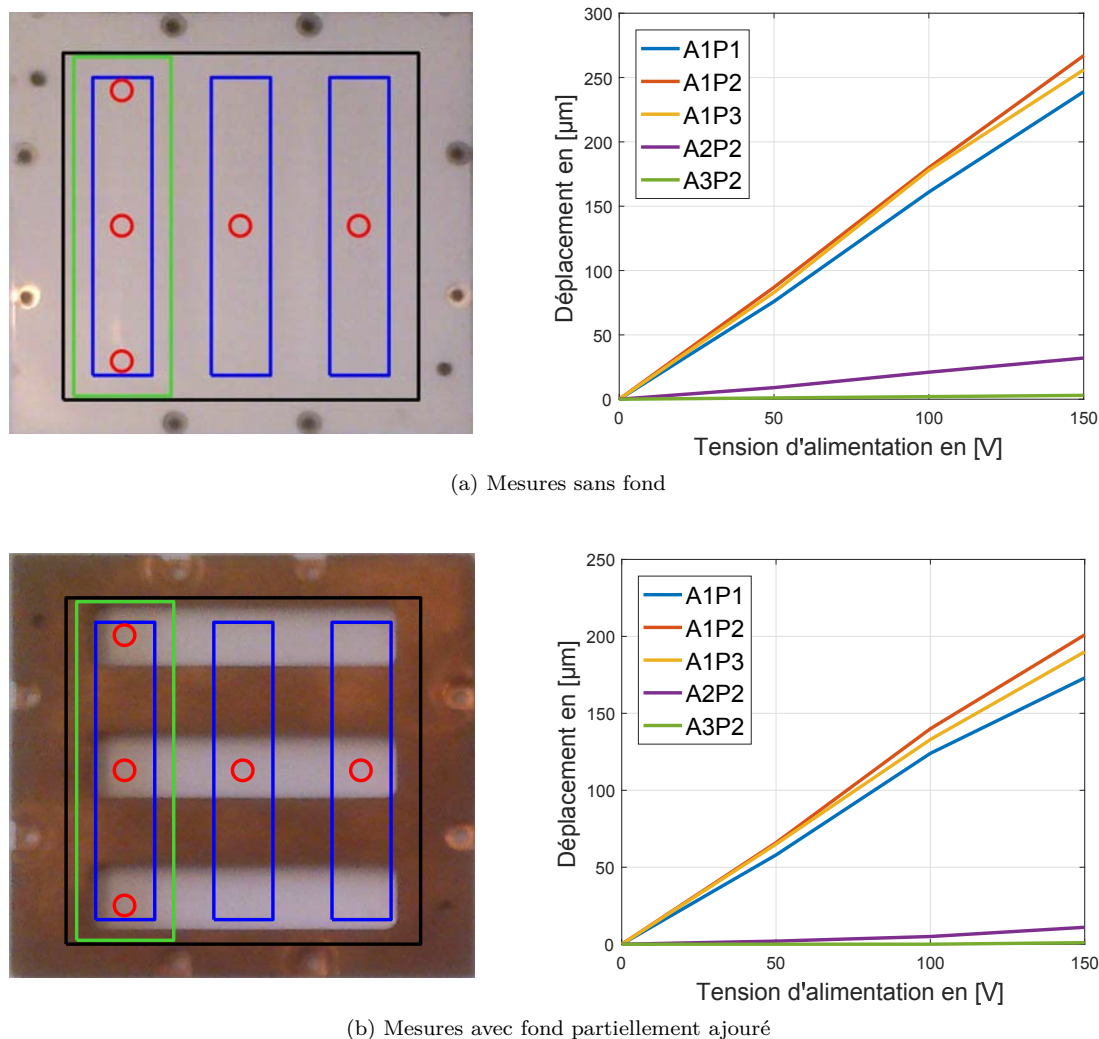 300
250
200
150
100
50
0
Déplacement en [µm]
A1P1
A1P2
A1P3
A2P2
A3P2
0
50
100
150
Tension d'alimentation en [V]
(a) Mesures sans fond
250
200
150
100
50
0
Déplacement en [µm]
A1P1
A1P2
A1P3
A2P2
A3P2
0
50
100
150
Tension d'alimentation en [V]
(b) Mesures avec fond partiellement ajouré